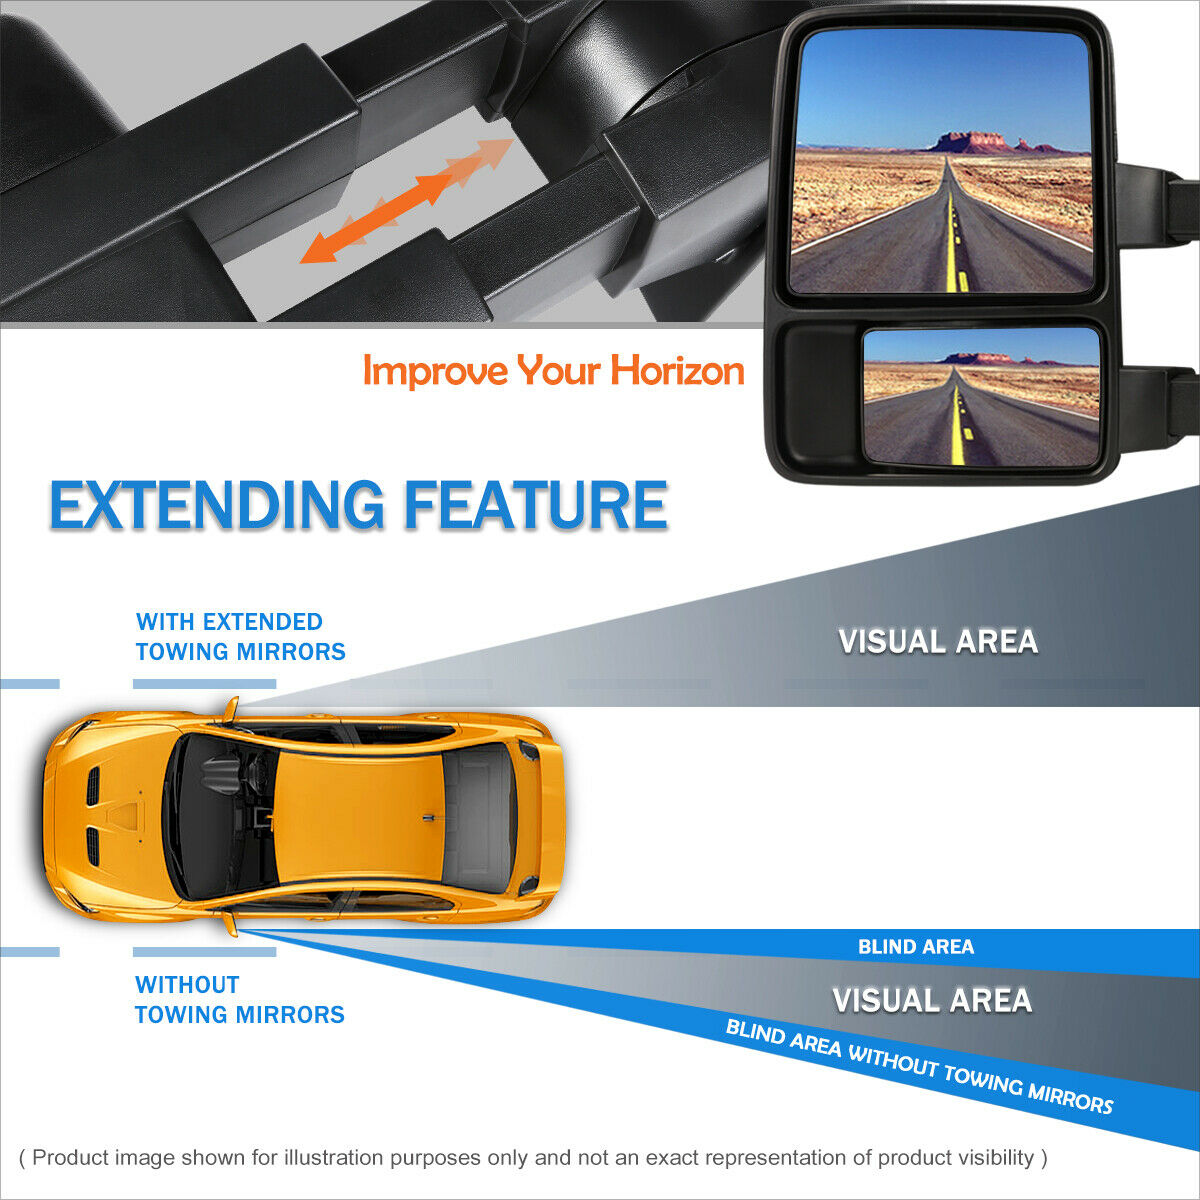 Improve Your Horizon
EXTENDING FEATURE
WITH EXTENDED
TOWING MIRRORS
VISUAL AREA
BLIND AREA
WITHOUT
TOWING MIRRORS
VISUAL AREA
BLIND AREA WITHOUT TOWING MIRRORS
( Product image shown for illustration purposes only and not an exact representation of product visibility )